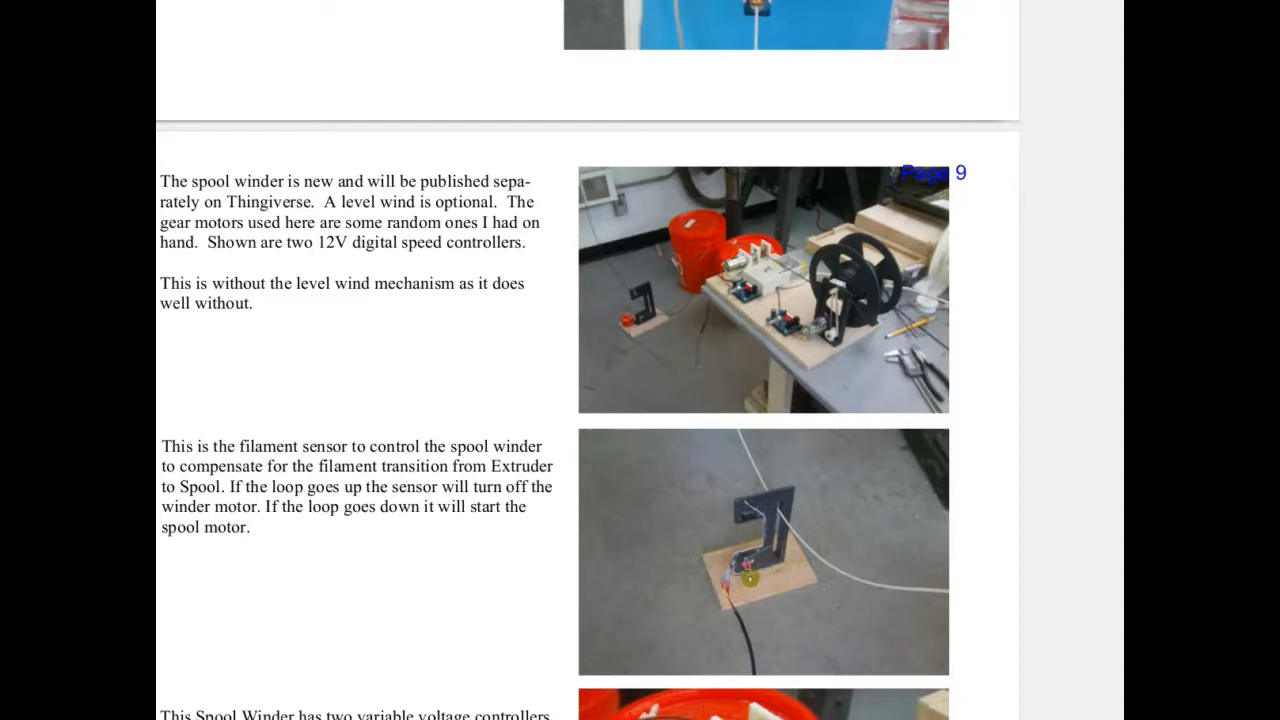 Page 9
The spool winder is new and will be published sepa-
rately on Thingiverse.  A level wind is optional.  The
gear motors used here are some random ones I had on
hand.  Shown are two 12V digital speed controllers.
This is without the level wind mechanism as it does
well without.
This is the filament sensor to control the spool winder
to compensate for the filament transition from Extruder
to Spool. If the loop goes up the sensor will turn off the
winder motor. If the loop goes down it will start the
spool motor.
This Spool Winder has two variable voltage controllers